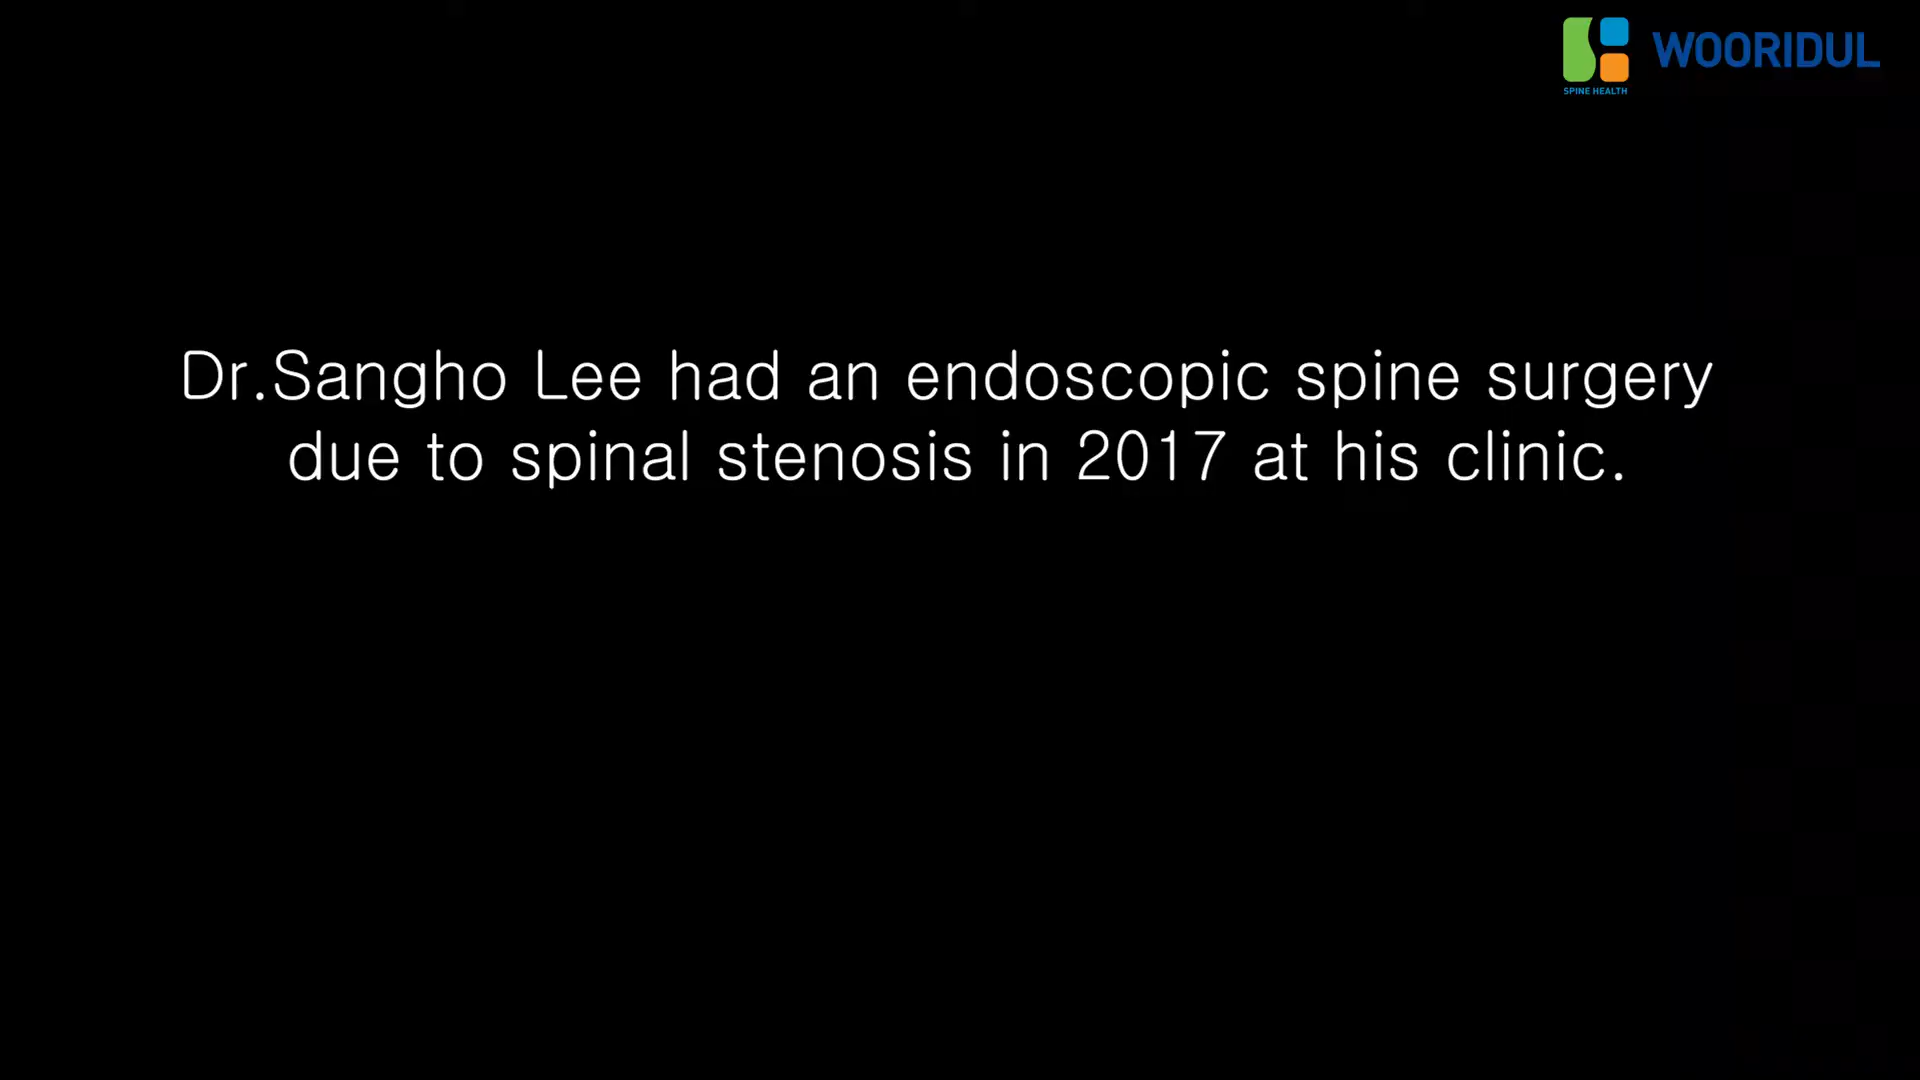 WOORIDUL
SPINE HEALTH
Dr.Sangho Lee had an endoscopic spine surgery
due to spinal stenosis in 2017 at his clinic.